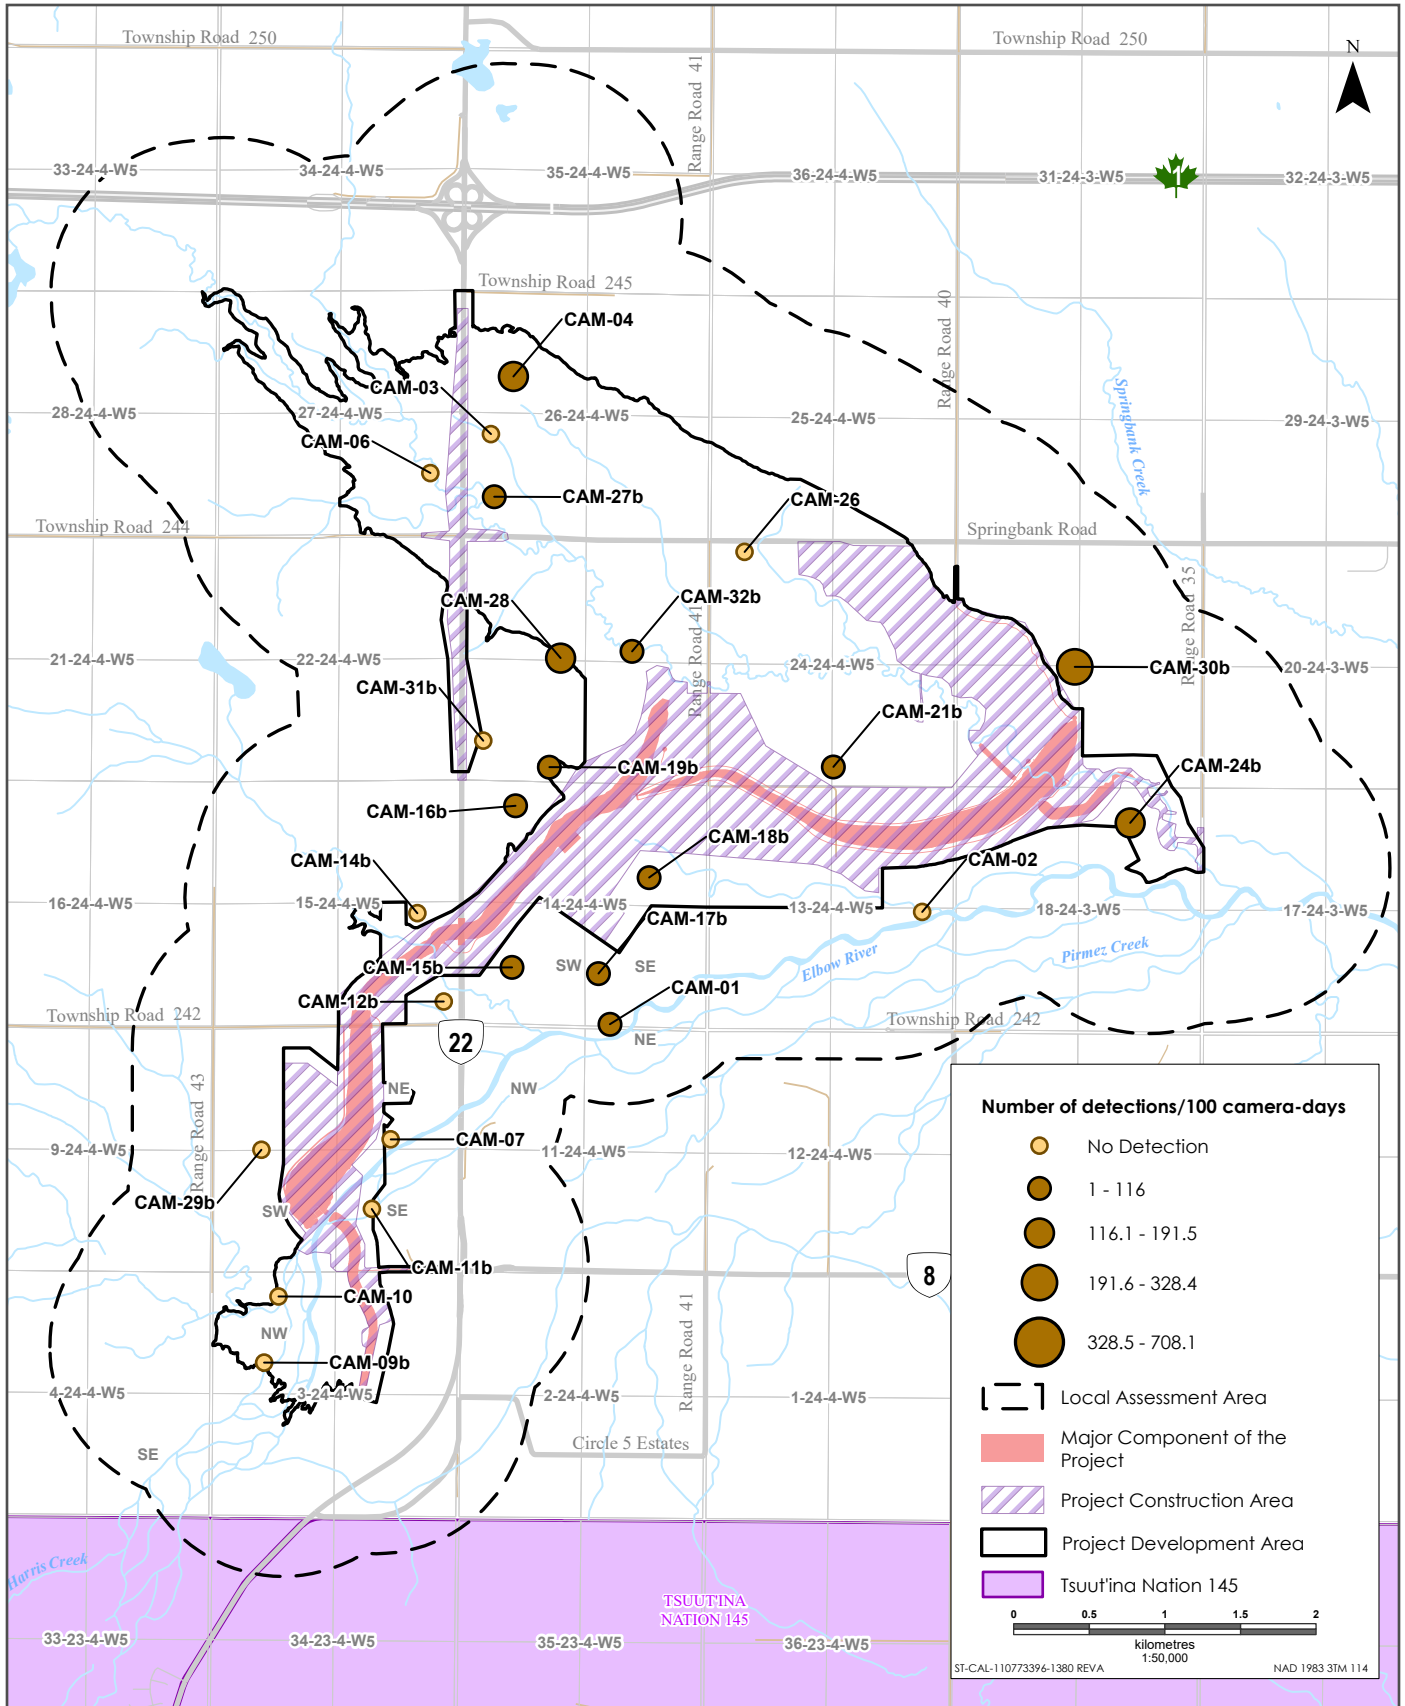 Township Road 250
Township Road 250
Range Road 41
N
33-24-4-W5
34-24-4-W5
35-24-4-W5
36-24-4-W5
31-24-3-W5
1
32-24-3-W5
Township Road 245
Range Road 40
CAM-04
CAM-03
28-24-4-W5
27-24-4-W5
26-24-4-W5
25-24-4-W5
29-24-3-W5
Springbank Creek
CAM-06
CAM-27b
CAM-26
Township Road 244
Springbank Road
Range Road 35
CAM-28
CAM-32b
Range Road 41
21-24-4-W5
22-24-4-W5
24-24-4-W5
CAM-30b
20-24-3-W5
CAM-31b
CAM-21b
CAM-19b
CAM-24b
CAM-16b
CAM-18b
CAM-14b
CAM-02
16-24-4-W5
15-24-4-W5
14-24-4-W5
13-24-4-W5
18-24-3-W5
17-24-3-W5
CAM-17b
Elbow River
Pirmez Creek
CAM-15b
SW
SE
CAM-01
CAM-12b
Township Road 242
Township Road 242
22
NE
Range Road 43
NE
NW
CAM-07
9-24-4-W5
11-24-4-W5
12-24-4-W5
CAM-29b
SW
SE
CAM-11b
8
CAM-10
Range Road 41
NW
CAM-09b
4-24-4-W5
3-24-4-W5
2-24-4-W5
1-24-4-W5
Circle 5 Estates
SE
Harris Creek
TSUUT'INA
NATION 145
33-23-4-W5
34-23-4-W5
35-23-4-W5
36-23-4-W5
Number of detections/100 camera-days
No Detection
1 - 116
116.1 - 191.5
191.6 - 328.4
328.5 - 708.1
Local Assessment Area
Major Component of the
Project
Project Construction Area
Project Development Area
Tsuut'ina Nation 145
0 0.5 1 1.5 2
kilometres
1:50,000
ST-CAL-110773396-1380 REVA NAD 1983 3TM 114